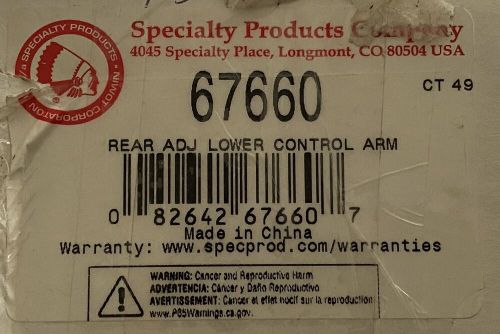 Specialty Products Company
4045 Specialty Place, Longmont, CO 80504 USA
SPECIALTY PRODUCTS • NIWOT CORPORATION
®
67660
CT 49
REAR ADJ LOWER CONTROL ARM
0 82642 67660 7
Made in China
Warranty: www.specprod.com/warranties
WARNING: Cancer and Reproductive Harm
ADVERTENCIA: Cáncer y Daño Reproductivo
AVERTISSEMENT: Cancer et effet nocif sur la reproduction
www.P65Warnings.ca.gov.